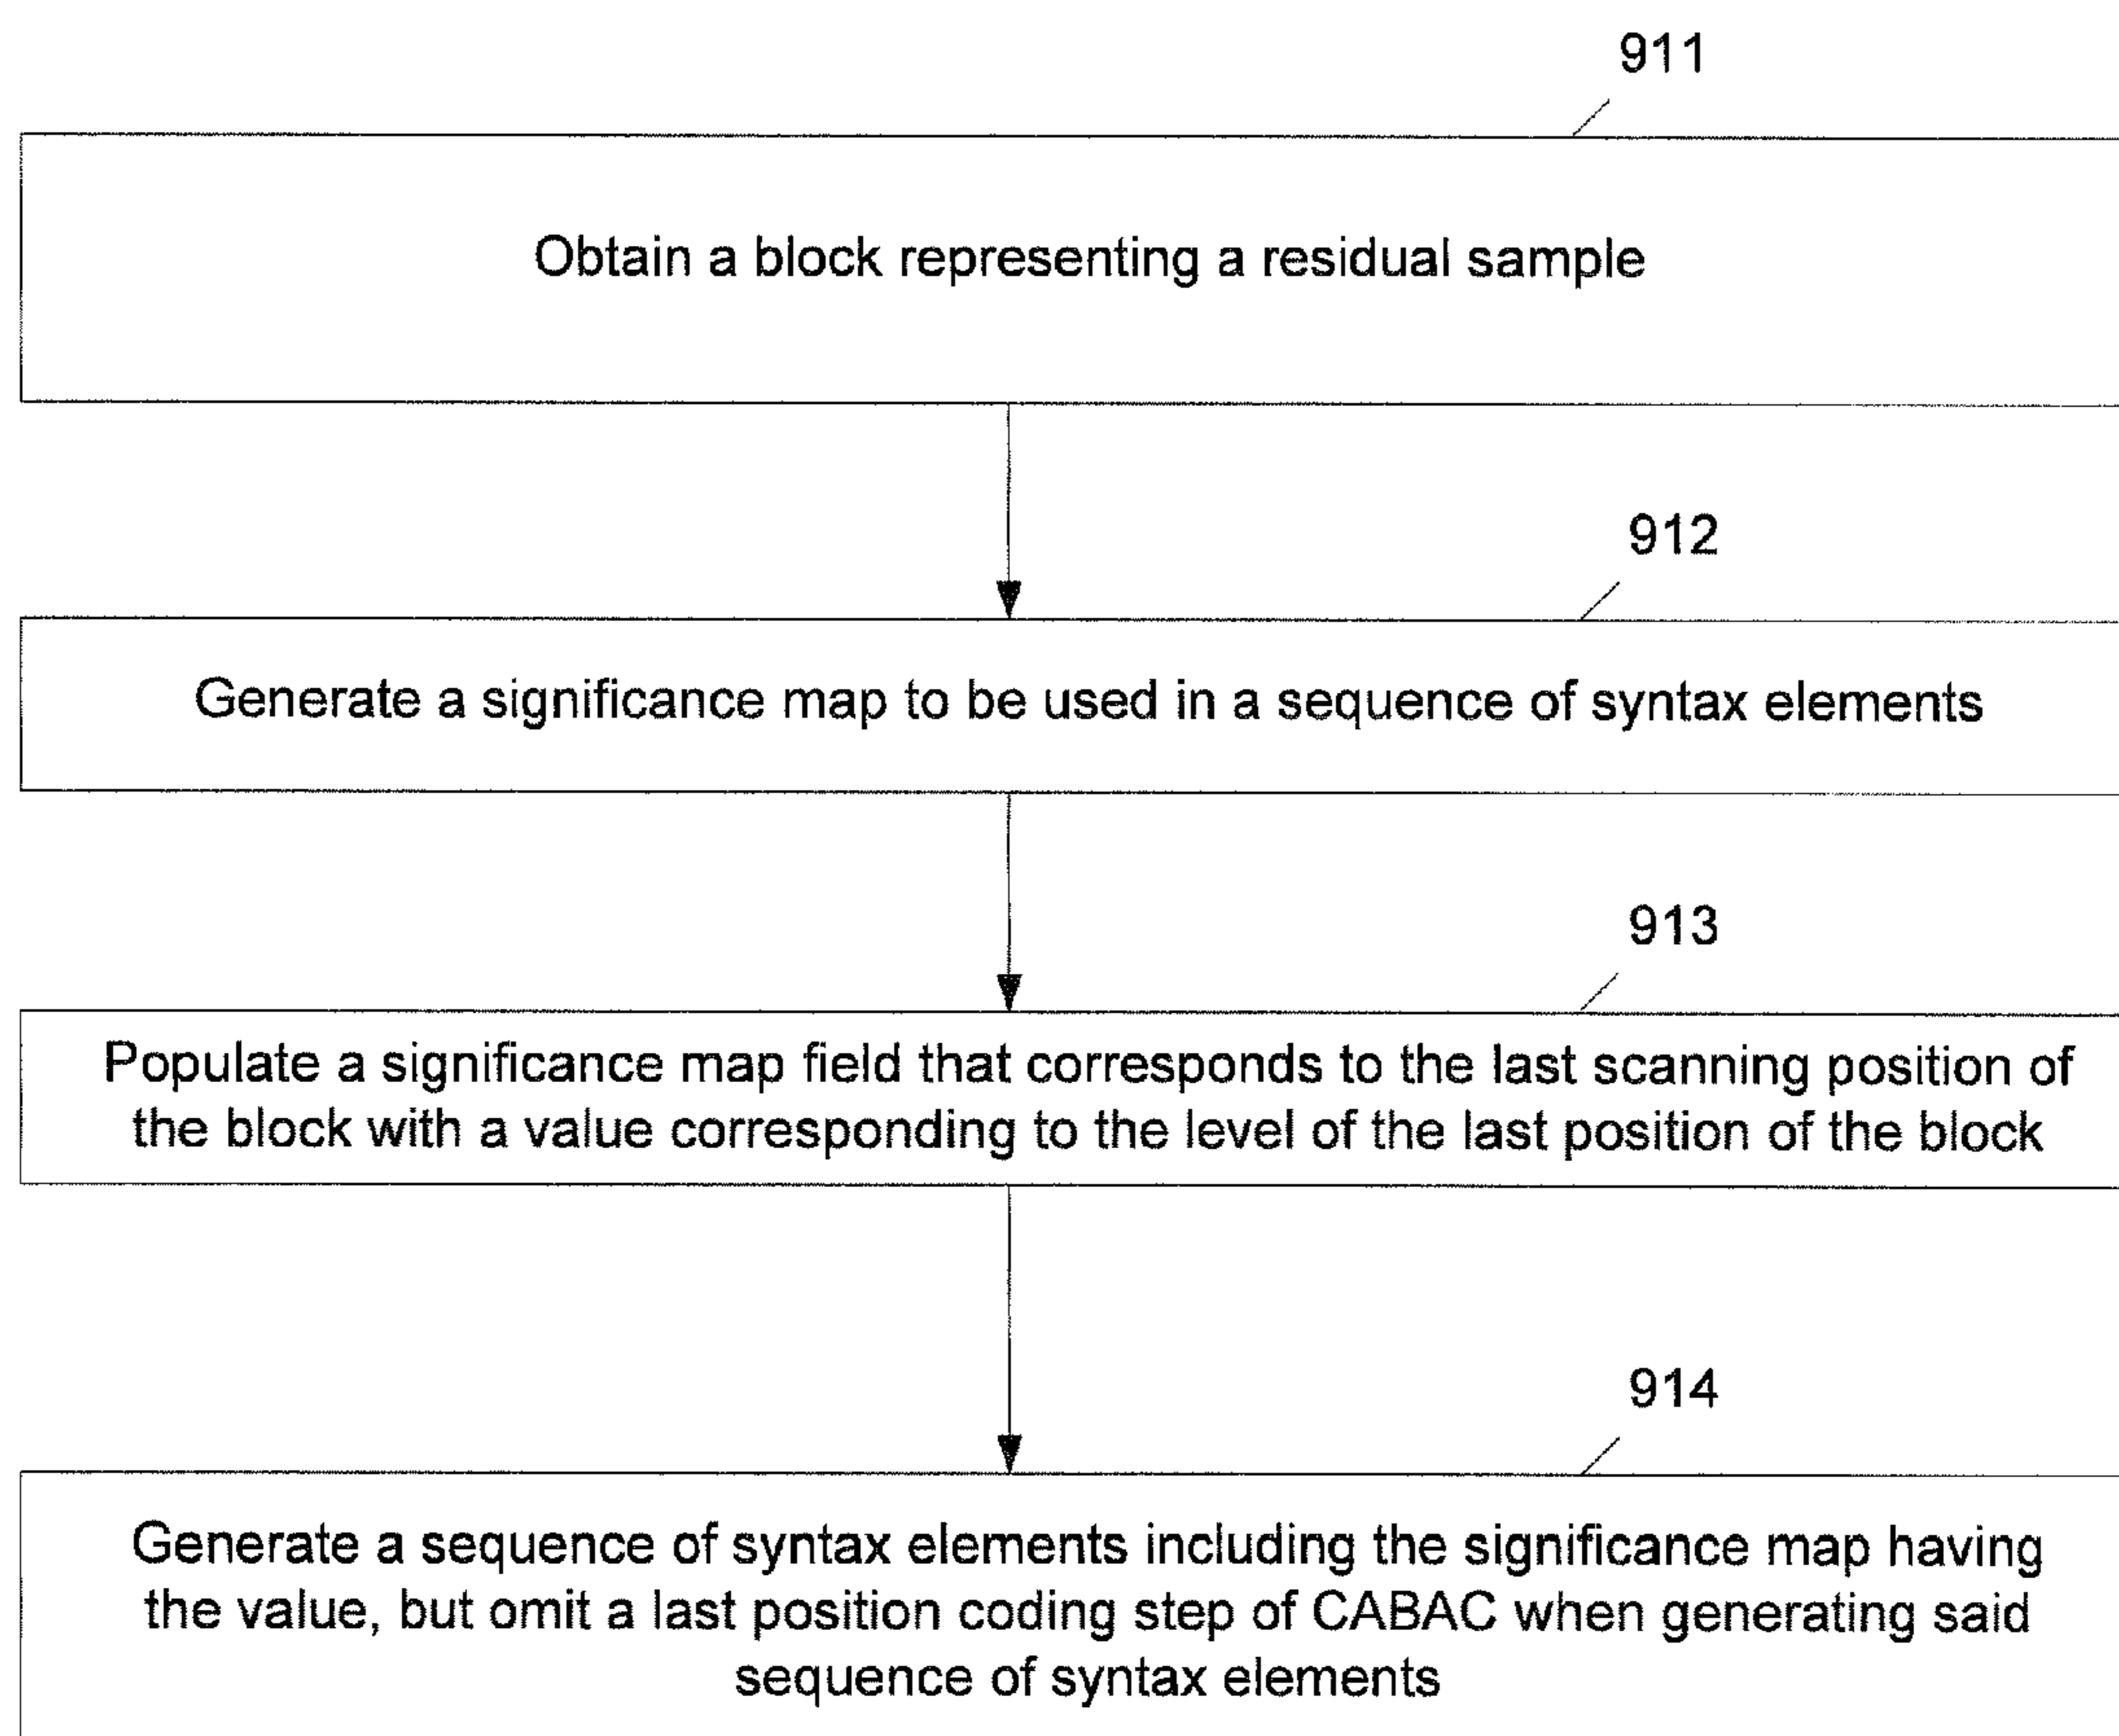 911
Obtain a block representing a residual sample
912
Generate a significance map to be used in a sequence of syntax elements
913
Populate a significance map field that corresponds to the last scanning position of
the block with a value corresponding to the level of the last position of the block
914
Generate a sequence of syntax elements including the significance map having
the value, but omit a last position coding step of CABAC when generating said
sequence of syntax elements